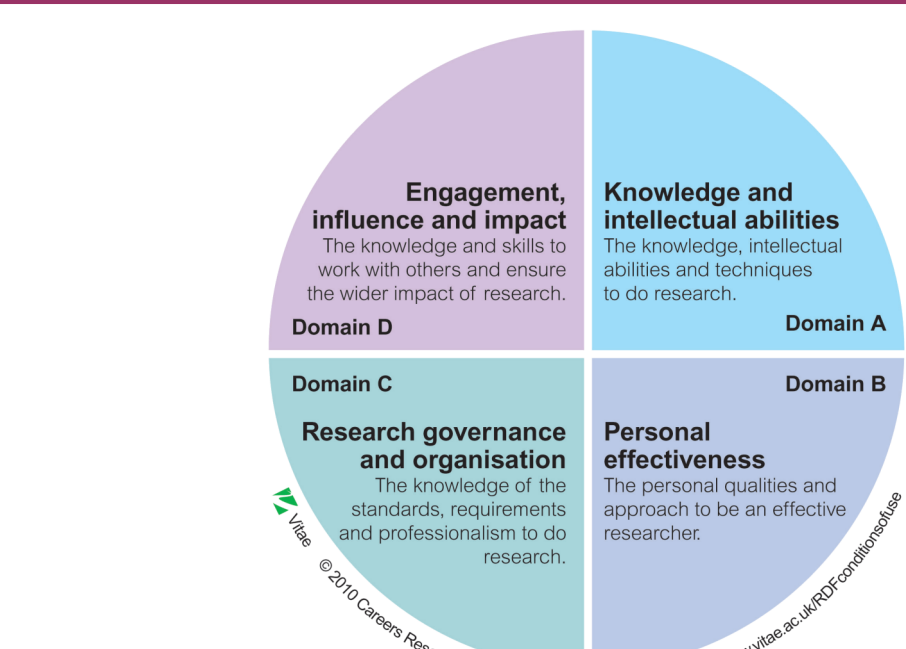 Engagement,
influence and impact
The knowledge and skills to
work with others and ensure
the wider impact of research.
Domain D
Knowledge and
intellectual abilities
The knowledge, intellectual
abilities and techniques
to do research.
Domain A
Domain C
Research governance
and organisation
The knowledge of the
standards, requirements
and professionalism to do
research.
Domain B
Personal
effectiveness
The personal qualities and
approach to be an effective
researcher.
Vitae
© 2010 Careers
vitae.ac.uk/RDFconditionsofuse